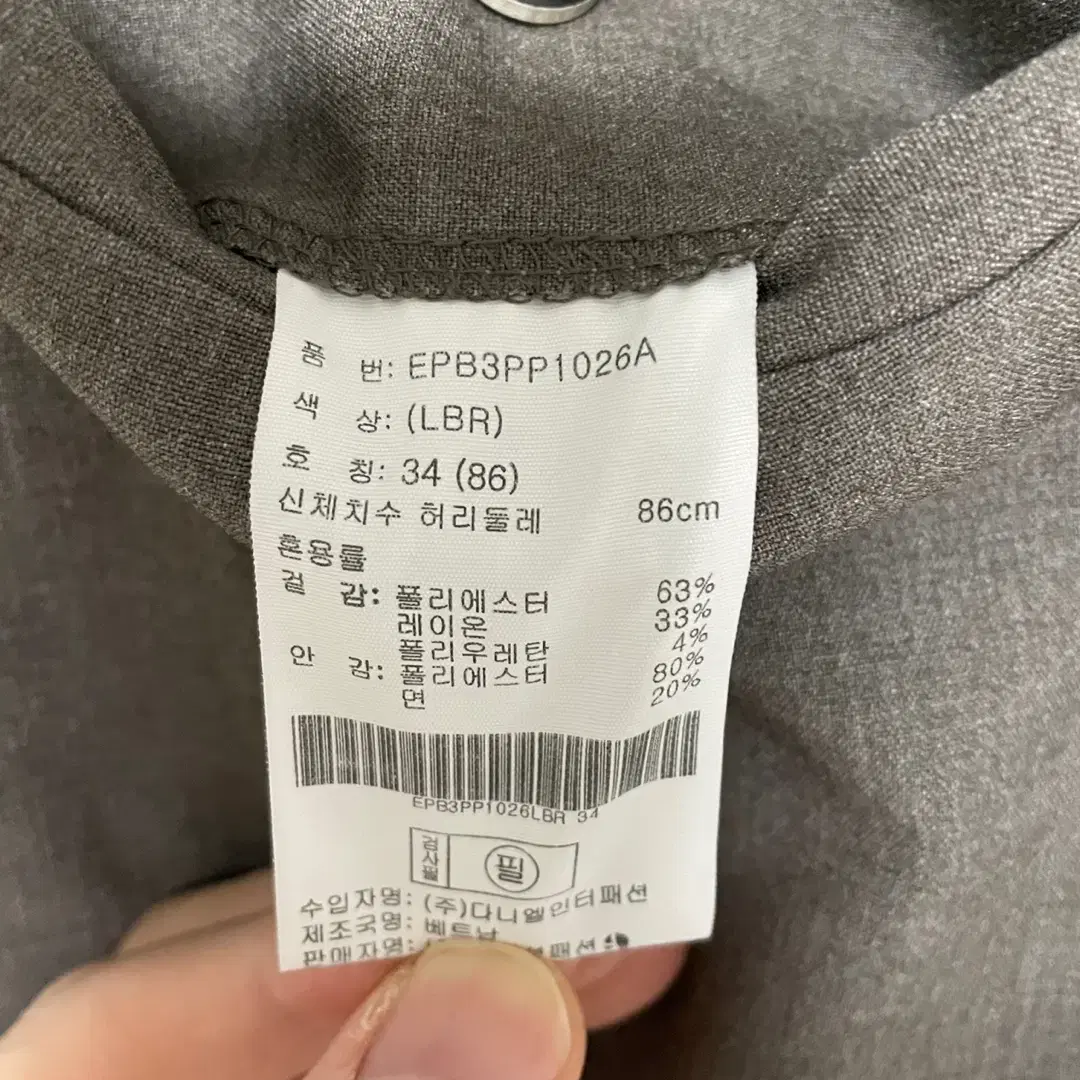 품 번: EPB3PP1026A
색 상: (LBR)
호 칭: 34 (86)
신체치수 허리둘레 86cm
혼용률
겉 감: 폴리에스터 63%
레이온 33%
폴리우레탄 4%
안 감: 폴리에스터 80%
면 20%
EPB3PP1026LBR 34
검사필 필
수입자명: (주)다니엘인터패션
제조국명: 베트남
판매자명: